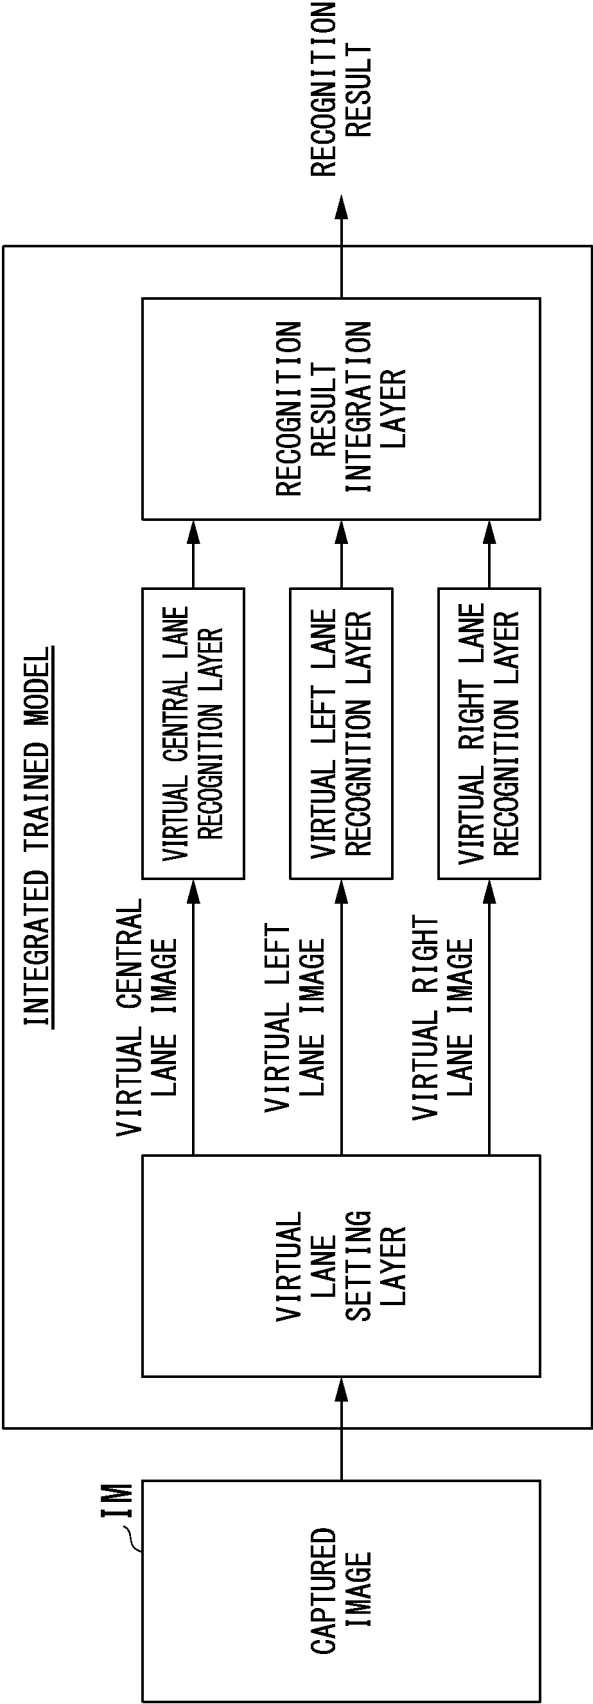 INTEGRATED TRAINED MODEL
IM
CAPTURED
IMAGE
VIRTUAL
LANE
SETTING
LAYER
VIRTUAL CENTRAL
LANE IMAGE
VIRTUAL LEFT
LANE IMAGE
VIRTUAL RIGHT
LANE IMAGE
VIRTUAL CENTRAL LANE
RECOGNITION LAYER
VIRTUAL LEFT LANE
RECOGNITION LAYER
VIRTUAL RIGHT LANE
RECOGNITION LAYER
RECOGNITION
RESULT
INTEGRATION
LAYER
RECOGNITION
RESULT